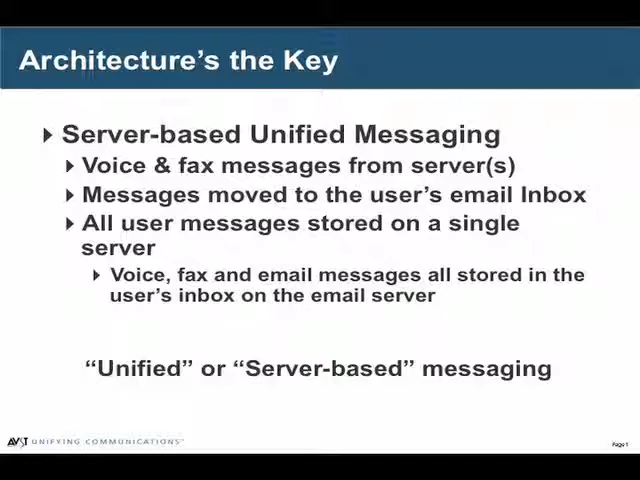 Architecture's the Key
Server-based Unified Messaging
Voice & fax messages from server(s)
Messages moved to the user's email Inbox
All user messages stored on a single
server
Voice, fax and email messages all stored in the
user's inbox on the email server
“Unified” or “Server-based” messaging
AVST UNIFYING COMMUNICATIONS™
Page 1